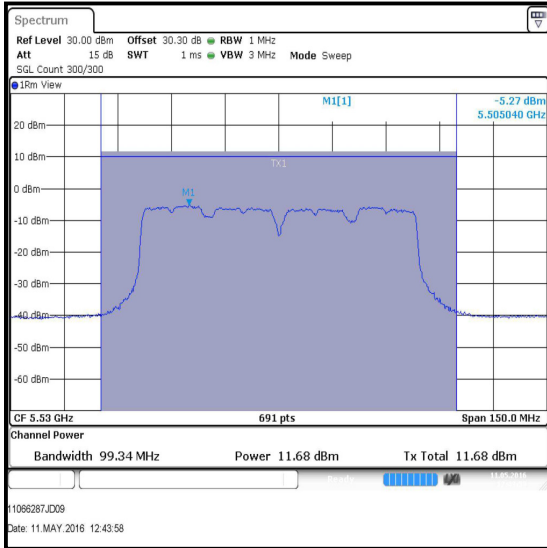 Spectrum
Ref Level 30.00 dBm Offset 30.30 dB RBW 1 MHz
Att 15 dB SWT 1 ms VBW 3 MHz Mode Sweep
SGL Count 300/300
1Rm View
M1[1] -5.27 dBm
5.505040 GHz
20 dBm
10 dBm
TX1
0 dBm
M1
-10 dBm
-20 dBm
-30 dBm
-40 dBm
-50 dBm
-60 dBm
CF 5.53 GHz 691 pts Span 150.0 MHz
Channel Power
Bandwidth 99.34 MHz Power 11.68 dBm Tx Total 11.68 dBm
Ready 11.05.2016
11066287JD09
Date: 11.MAY.2016 12:43:58